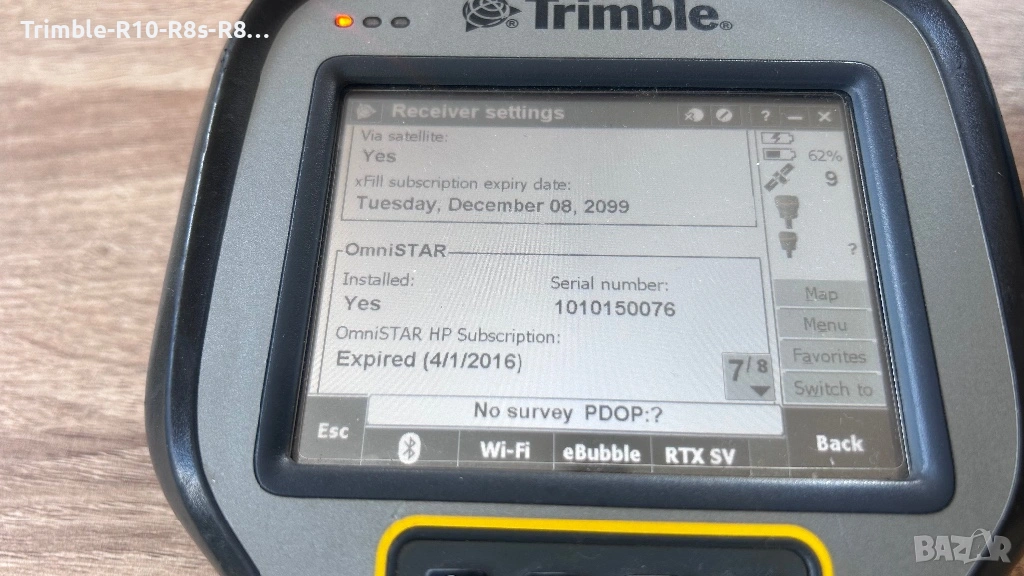 Trimble-R10-R8s-R8...
Trimble®
Receiver settings ? – X
Via satellite:
Yes
62%
xFill subscription expiry date:
9
Tuesday, December 08, 2099
OmniSTAR
?
Installed: Serial number:
Yes 1010150076
Map
OmniSTAR HP Subscription:
Menu
Expired (4/1/2016)
7/8
Favorites
Switch to
No survey PDOP:?
Esc
Wi-Fi eBubble RTX SV Back
BAZAR